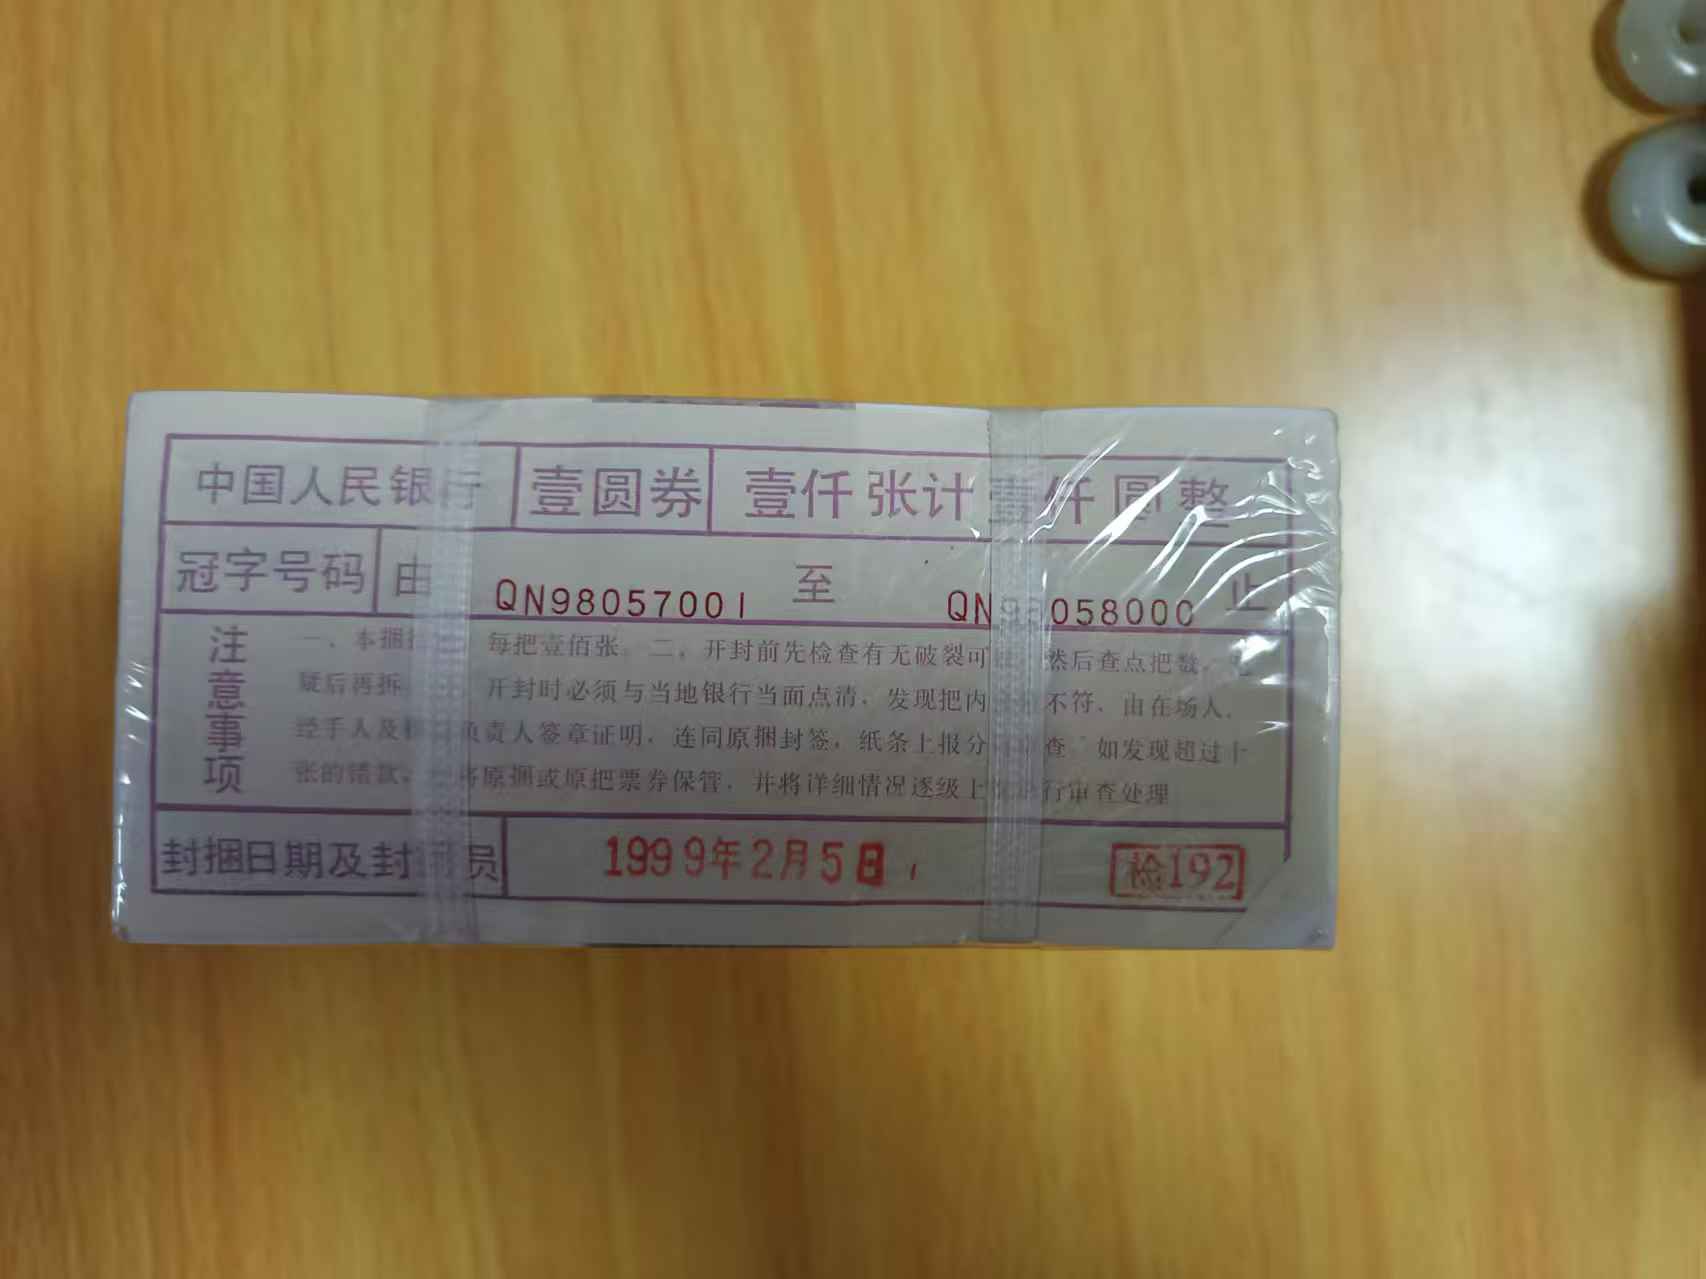 中国人民银行 壹圆券 壹仟张计壹仟圆整
冠字号码 由 QN98057001 至 QN98058000 止
注意事项
一、本捆 每把壹佰张 二、开封前先检查有无破裂可 然后查点把数,
疑后再拆 开封时必须与当地银行当面点清，发现把内 不符、由在场人、
经手人及 负责人签章证明、连同原捆封签，纸条上报分 查 如发现超过十
张的错款、 将原捆或原把票券保管，并将详细情况逐级上 行审查处理
封捆日期及封 员 1999年2月5日 检192